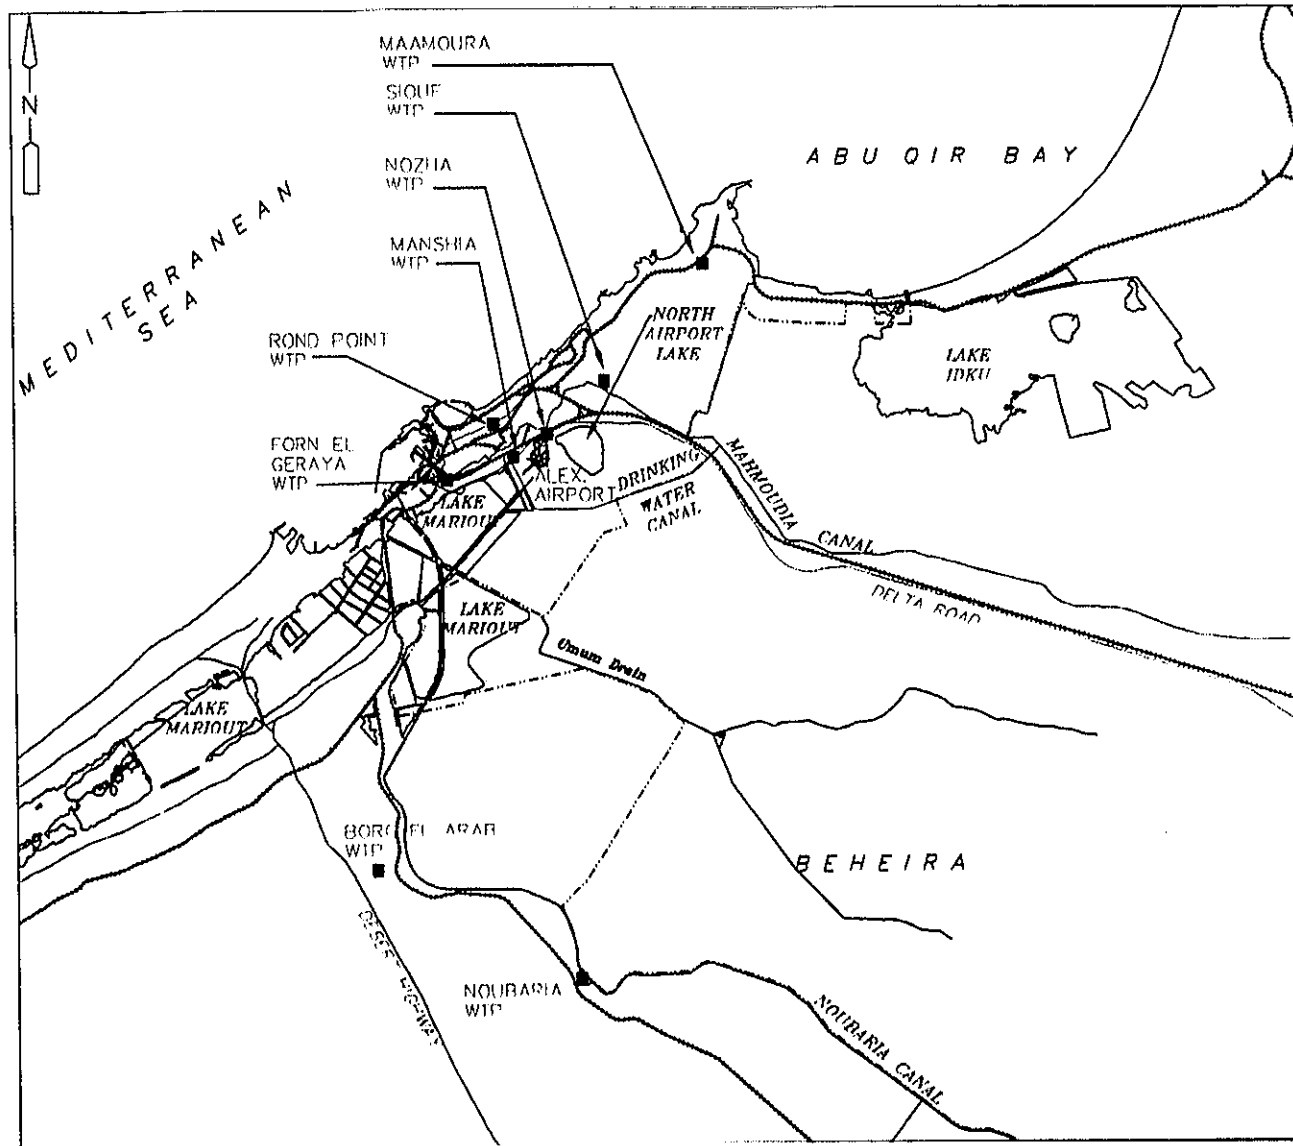 MAAMOURA
WTP
SIOUF
WTP
N
NOZHA
WTP
ABU QIR BAY
MANSHIA
WTP
MEDITERRANEAN
SEA
ROND POINT
WTP
NORTH
AIRPORT
LAKE
LAKE
IDKU
FORN EL
GERAYA
WTP
ALEX.
AIRPORT
DRINKING
WATER
CANAL
MAHMOUDIA
CANAL
LAKE
MARIOUT
DELTA ROAD
LAKE
MARIOUT
Umum Drain
LAKE
MARIOUT
BORG EL ARAB
WTP
BEHEIRA
DESERT HIGHWAY
NOUBARIA
WTP
NOUBARIA CANAL